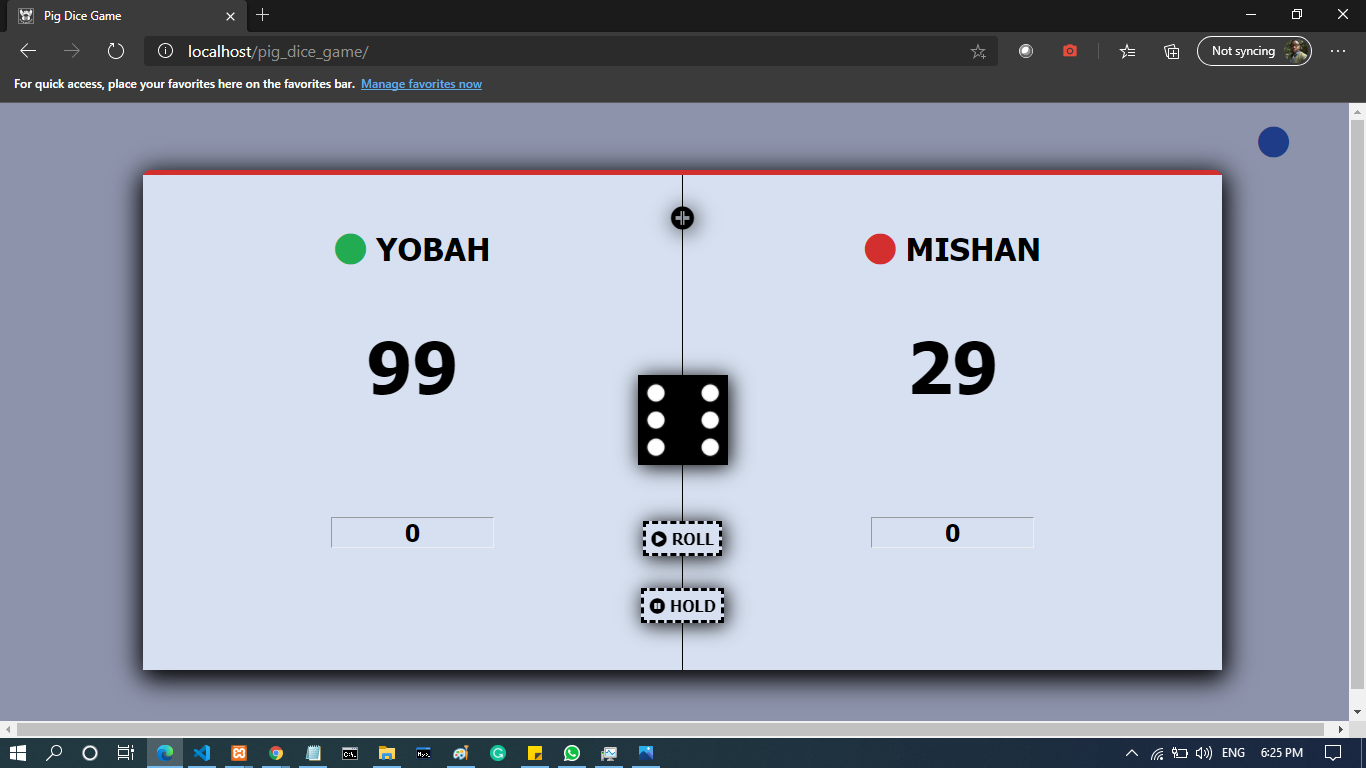 Pig Dice Game
localhost/pig_dice_game/
Not syncing
For quick access, place your favorites here on the favorites bar. Manage favorites now
YOBAH
MISHAN
99
29
0
0
ROLL
HOLD
ENG
6:25 PM